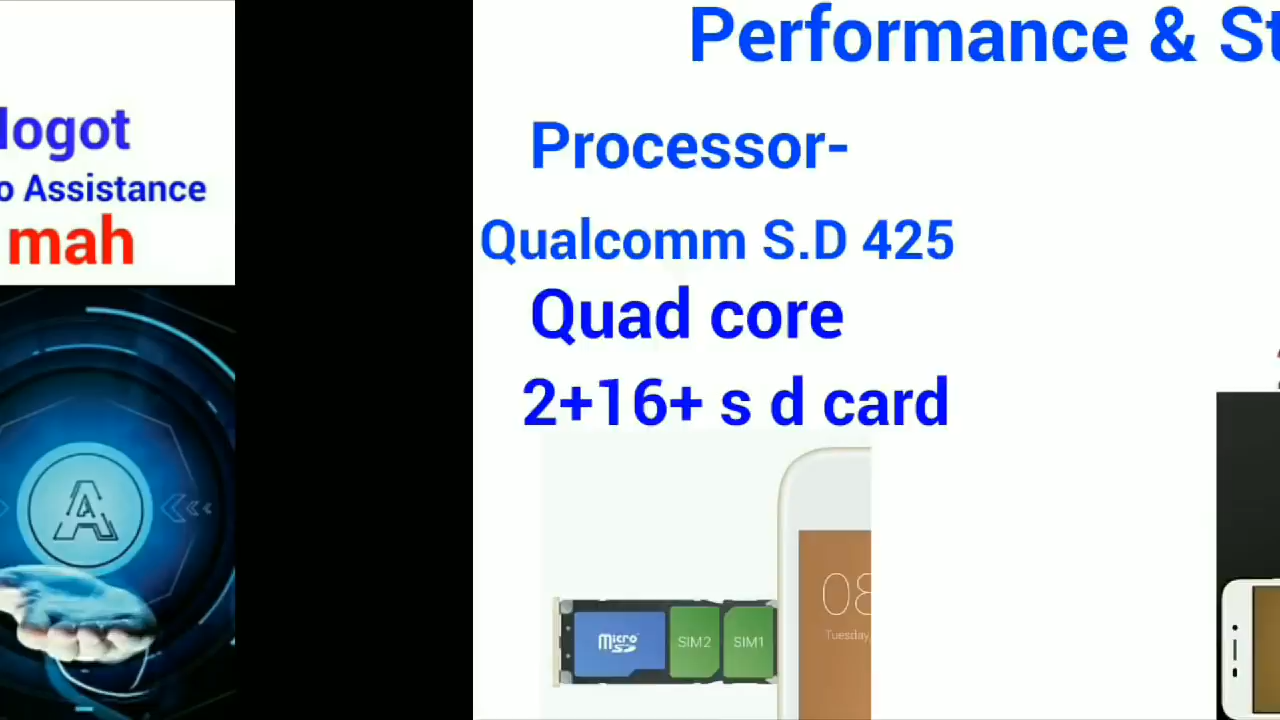 logot
o Assistance
mah
Performance & St
Processor-
Qualcomm S.D 425
Quad core
2+16+ s d card
08
Tuesday,
Micro SD
SIM2
SIM1
A